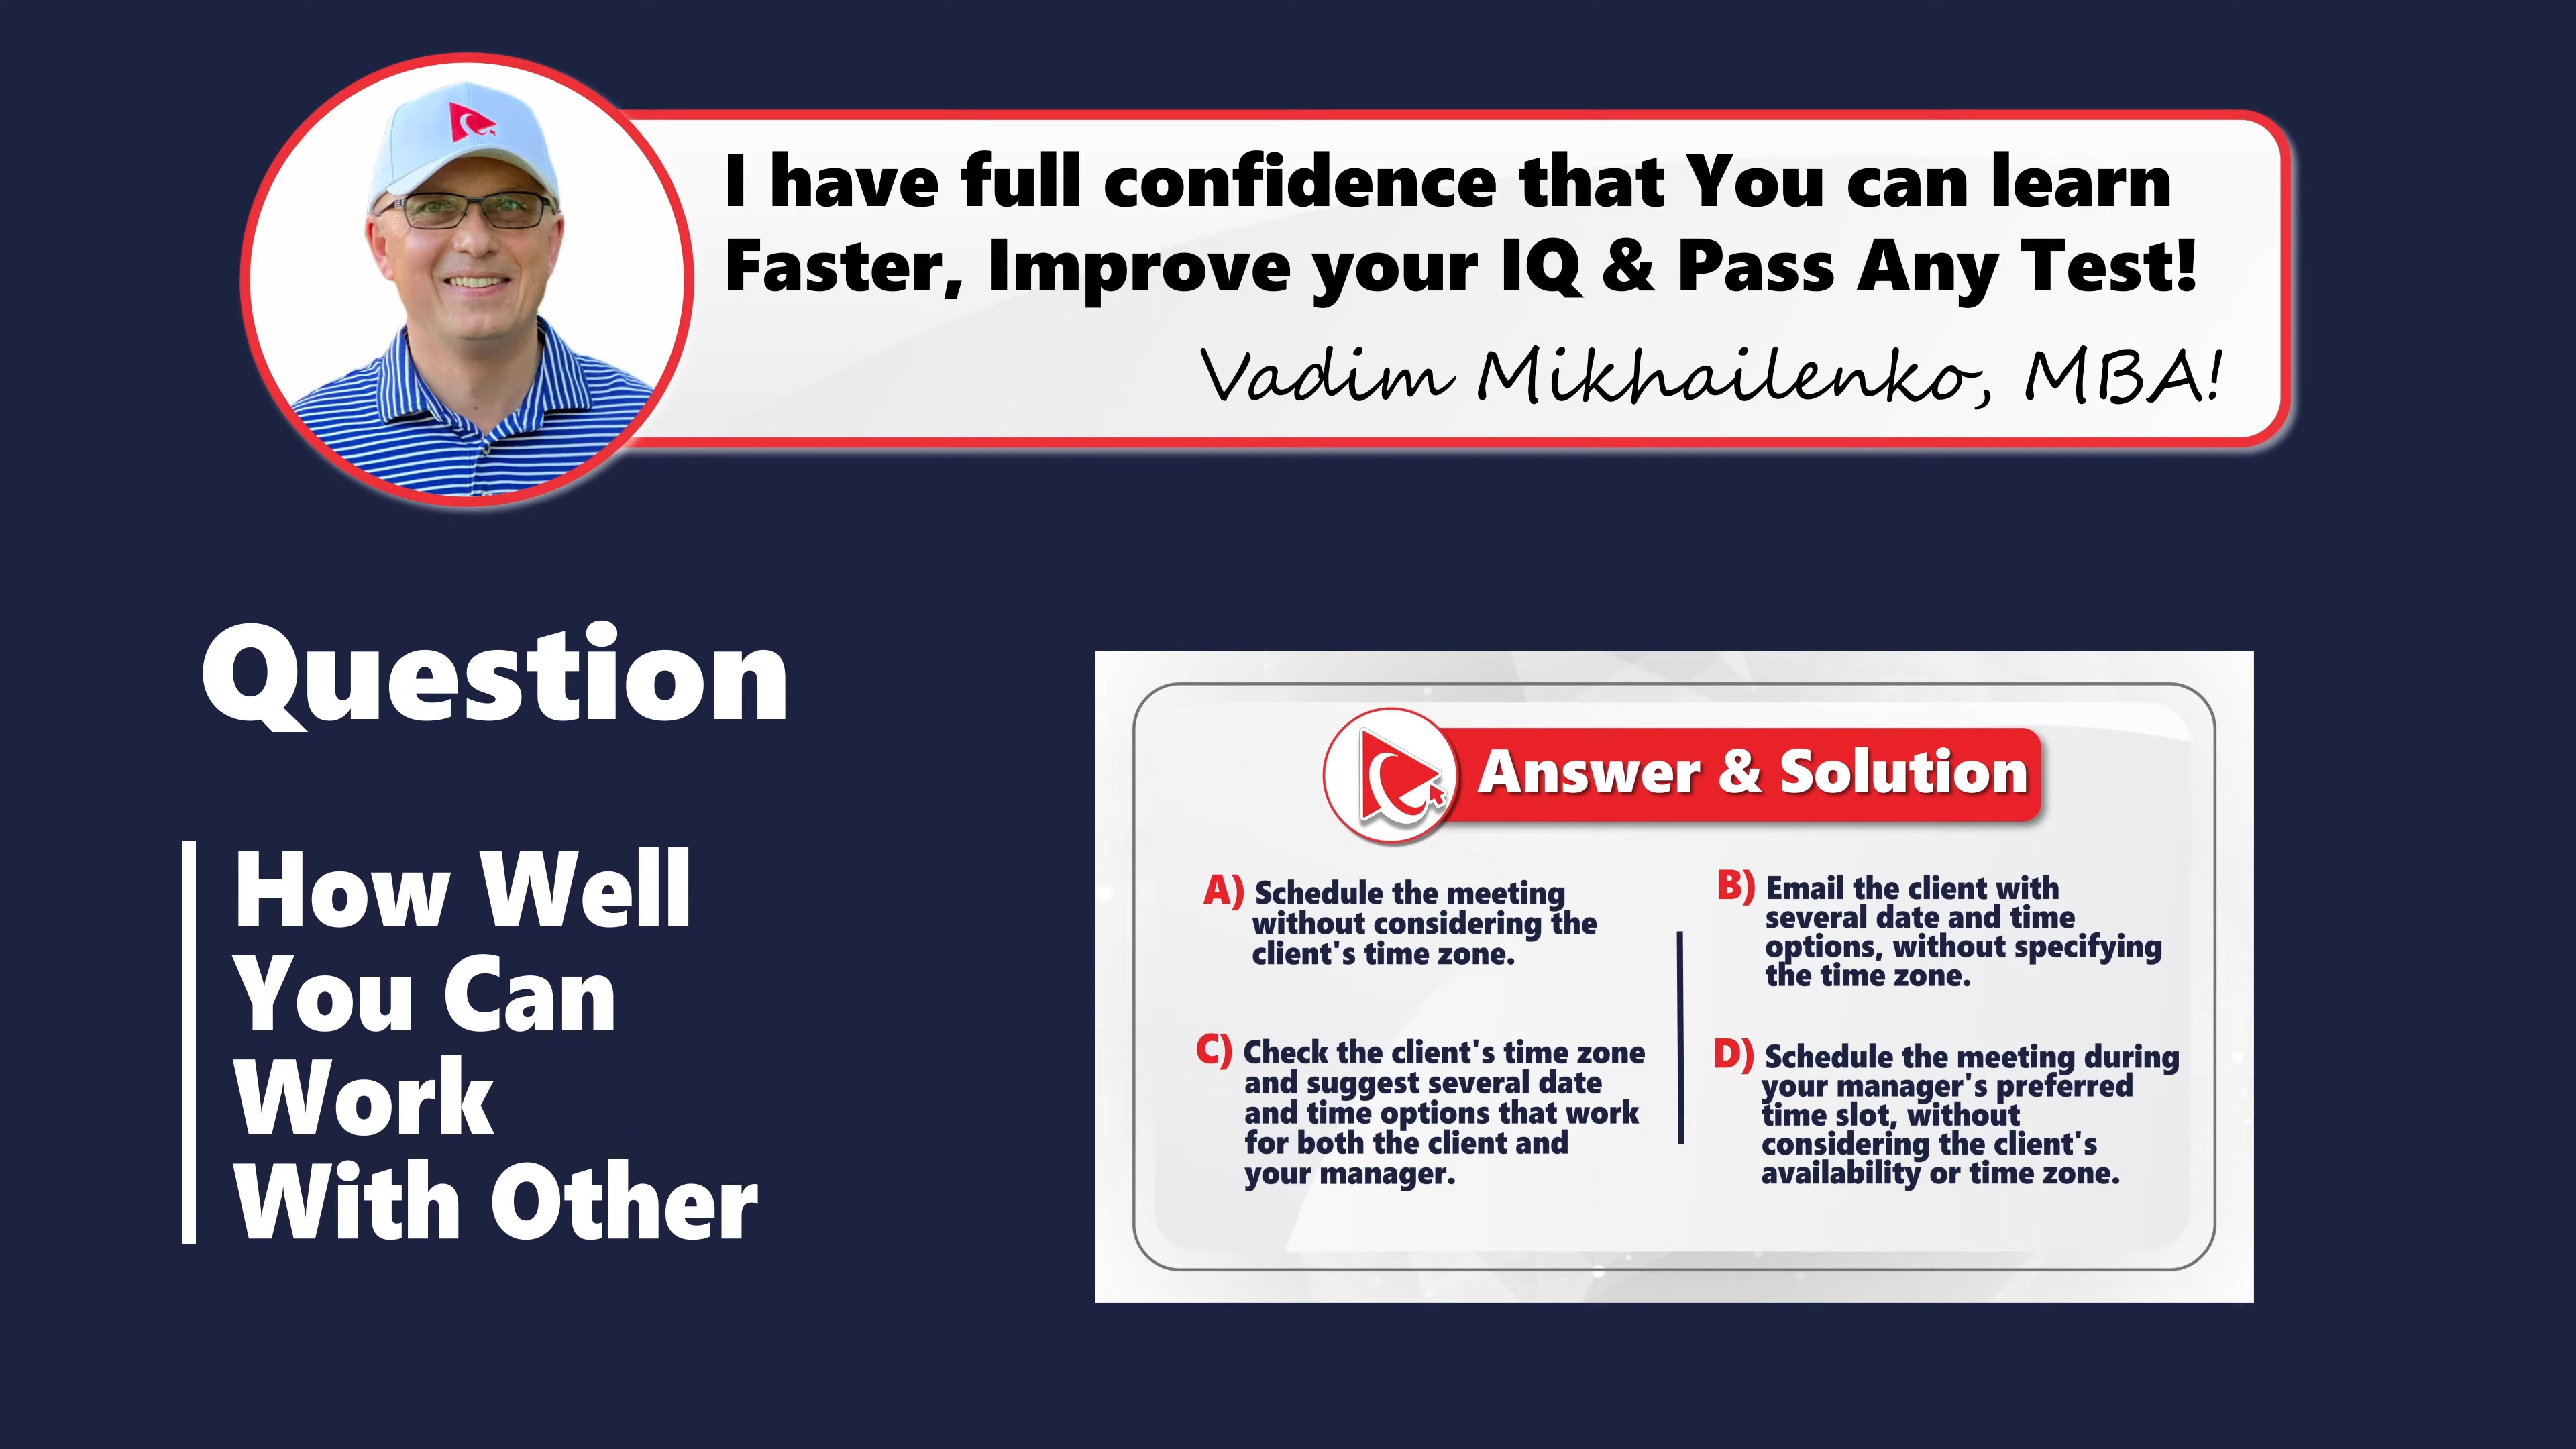 I have full confidence that You can learn
Faster, Improve your IQ & Pass Any Test!
Vadim Mikhailenko, MBA!
Question
How Well
You Can
Work
With Other
Answer & Solution
A) Schedule the meeting
without considering the
client's time zone.
B) Email the client with
several date and time
options, without specifying
the time zone.
C) Check the client's time zone
and suggest several date
and time options that work
for both the client and
your manager.
D) Schedule the meeting during
your manager's preferred
time slot, without
considering the client's
availability or time zone.